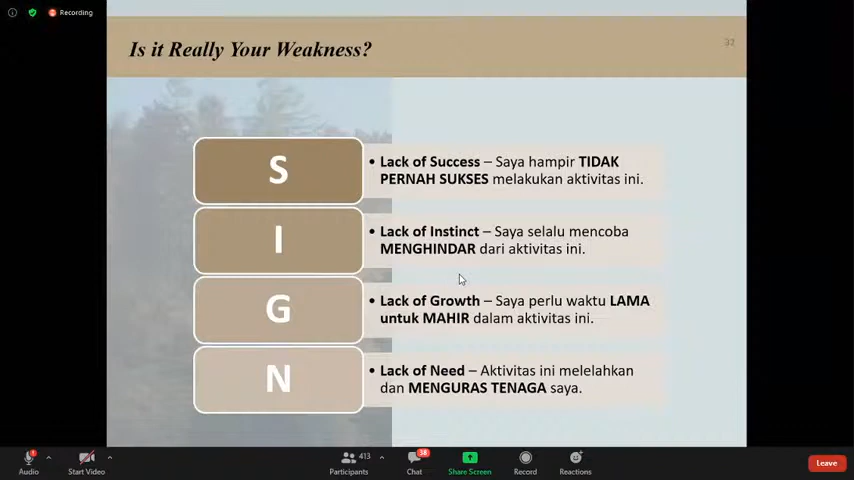 Recording
Is it Really Your Weakness?
32
S
• Lack of Success – Saya hampir TIDAK
PERNAH SUKSES melakukan aktivitas ini.
I
• Lack of Instinct – Saya selalu mencoba
MENGHINDAR dari aktivitas ini.
G
• Lack of Growth – Saya perlu waktu LAMA
untuk MAHIR dalam aktivitas ini.
N
• Lack of Need – Aktivitas ini melelahkan
dan MENGURAS TENAGA saya.
413
38
Audio
Start Video
Participants
Chat
Share Screen
Record
Reactions
Leave